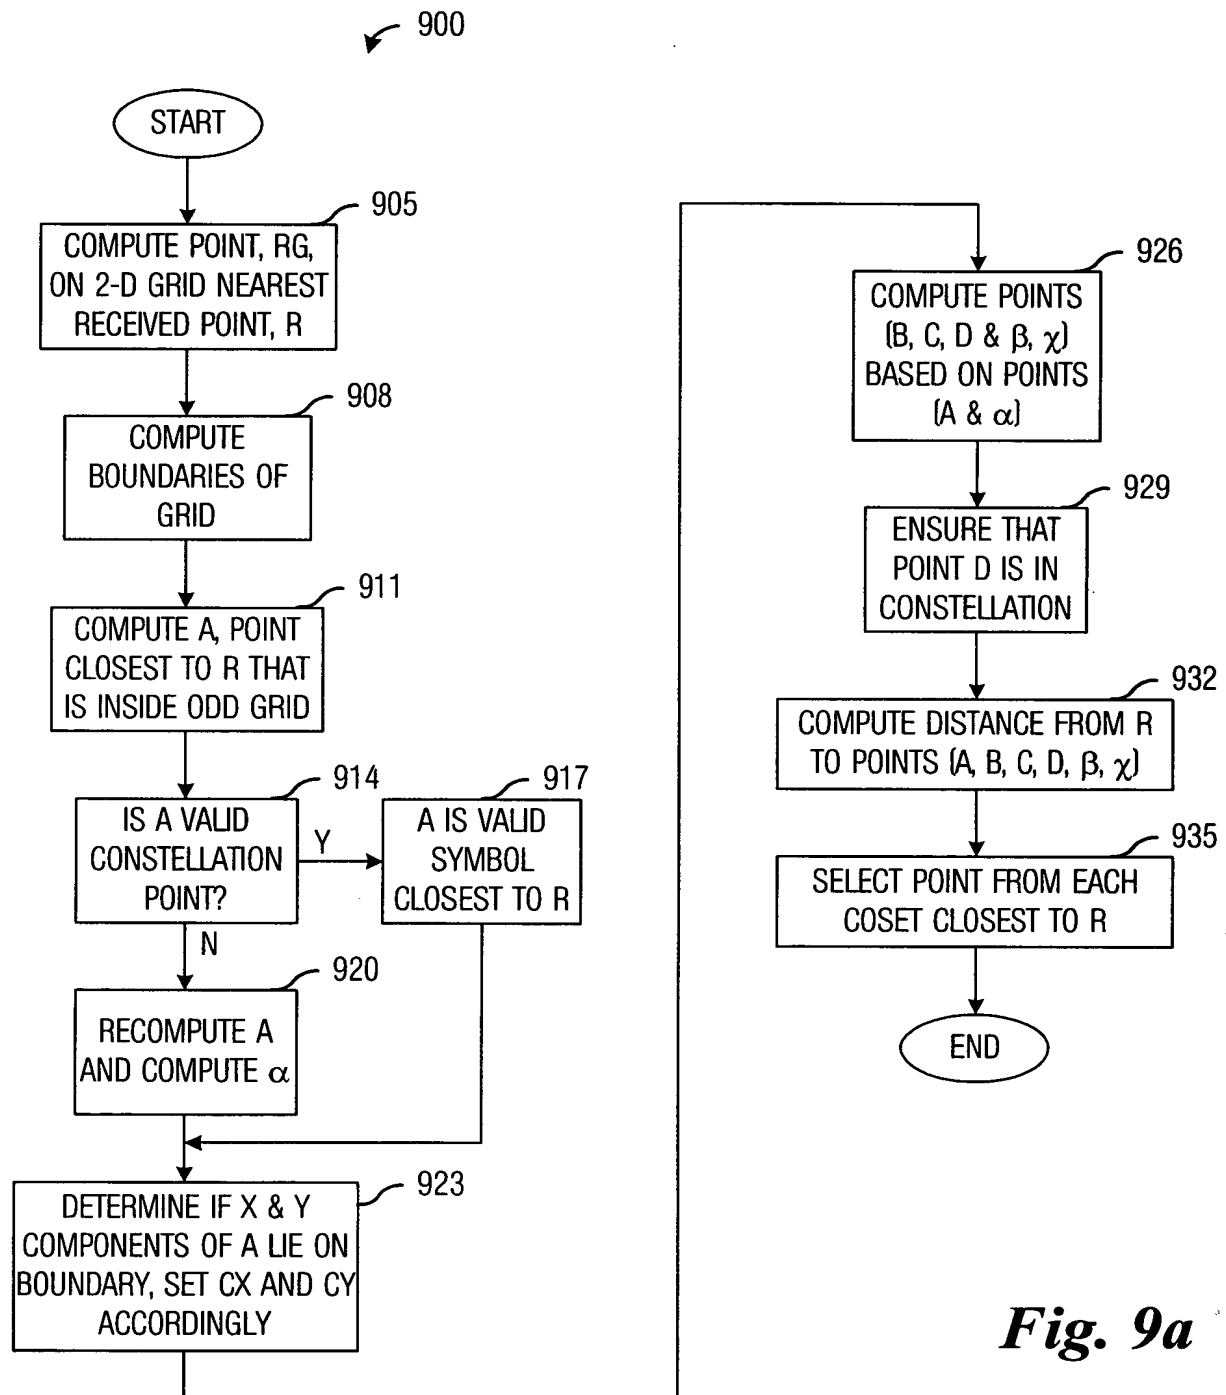 900
START
905
COMPUTE POINT, RG,
ON 2-D GRID NEAREST
RECEIVED POINT, R
908
COMPUTE
BOUNDARIES OF
GRID
911
COMPUTE A, POINT
CLOSEST TO R THAT
IS INSIDE ODD GRID
914
IS A VALID
CONSTELLATION
POINT?
Y
N
917
A IS VALID
SYMBOL
CLOSEST TO R
920
RECOMPUTE A
AND COMPUTE α
923
DETERMINE IF X & Y
COMPONENTS OF A LIE ON
BOUNDARY, SET CX AND CY
ACCORDINGLY
926
COMPUTE POINTS
(B, C, D & β, χ)
BASED ON POINTS
(A & α)
929
ENSURE THAT
POINT D IS IN
CONSTELLATION
932
COMPUTE DISTANCE FROM R
TO POINTS (A, B, C, D, β, χ)
935
SELECT POINT FROM EACH
COSET CLOSEST TO R
END
Fig. 9a